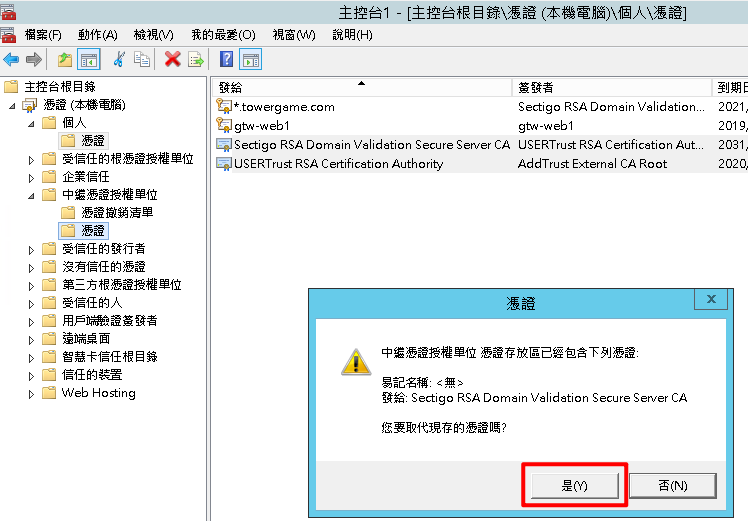 主控台1 - [主控台根目錄\憑證 (本機電腦)\個人\憑證]
檔案(F) 動作(A) 檢視(V) 我的最愛(O) 視窗(W) 說明(H)
主控台根目錄
憑證 (本機電腦)
個人
憑證
受信任的根憑證授權單位
企業信任
中繼憑證授權單位
憑證撤銷清單
憑證
受信任的發行者
沒有信任的憑證
第三方根憑證授權單位
受信任的人
用戶端驗證簽發者
遠端桌面
智慧卡信任根目錄
信任的裝置
Web Hosting
發給 簽發者 到期日
*.towergame.com Sectigo RSA Domain Validation... 2021,
gtw-web1 gtw-web1 2019,
Sectigo RSA Domain Validation Secure Server CA USERTrust RSA Certification Aut... 2031,
USERTrust RSA Certification Authority AddTrust External CA Root 2020,
憑證
x
中繼憑證授權單位 憑證存放區已經包含下列憑證:
易記名稱: <無>
發給: Sectigo RSA Domain Validation Secure Server CA
您要取代現存的憑證嗎?
是(Y) 否(N)